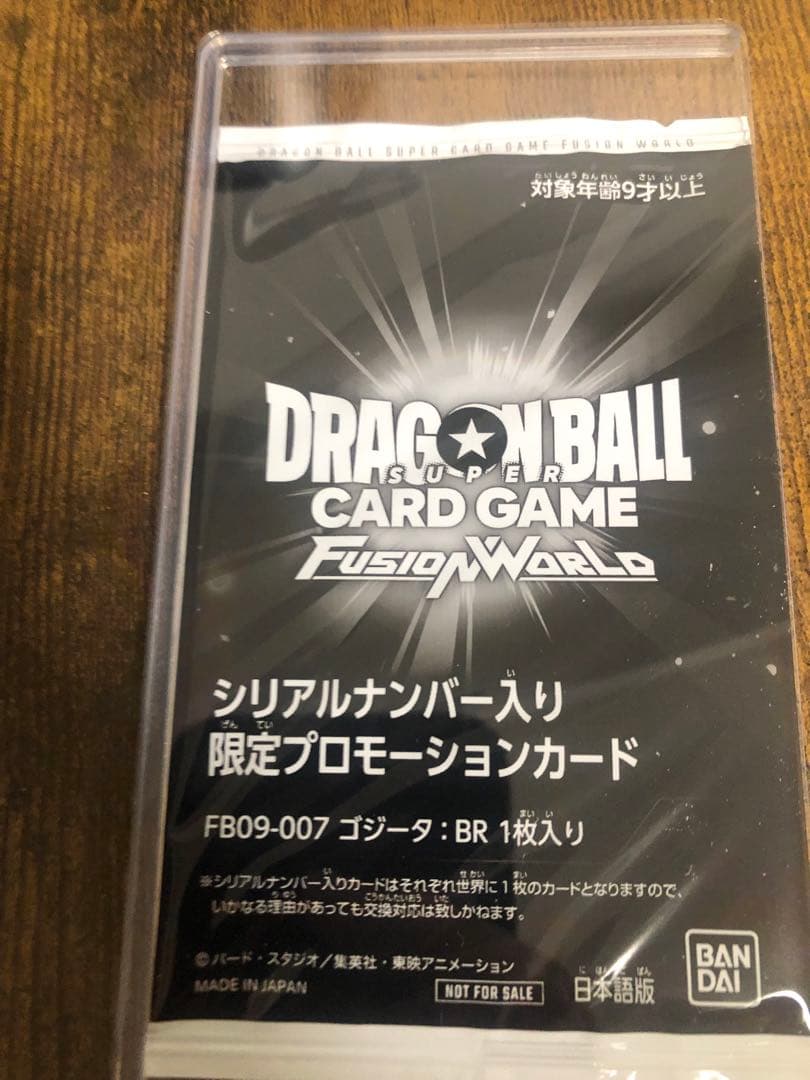 DRAGON BALL SUPER CARD GAME FUSION WORLD
対象年齢9才以上
DRAGON BALL
SUPER
CARD GAME
FUSION WORLD
シリアルナンバー入り
限定プロモーションカード
FB09-007 ゴジータ:BR 1枚入り
※シリアルナンバー入りカードはそれぞれ世界に1枚のカードとなりますので、
いかなる理由があっても交換対応は致しかねます。
©バード・スタジオ/集英社・東映アニメーション
MADE IN JAPAN
NOT FOR SALE
日本語版
BAN
DAI